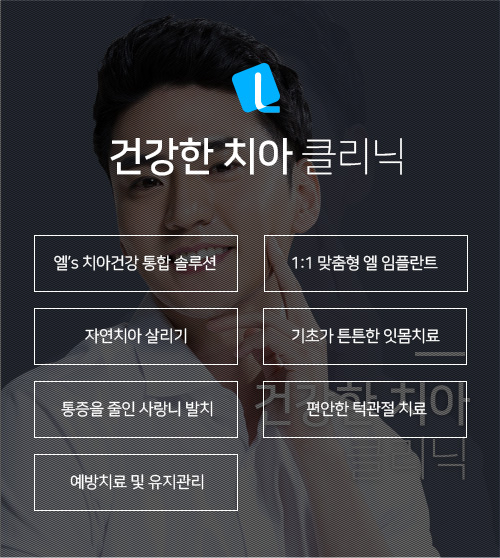 건강한 치아 클리닉
엘's 치아건강 통합 솔루션
1:1 맞춤형 엘 임플란트
자연치아 살리기
기초가 튼튼한 잇몸치료
통증을 줄인 사랑니 발치
편안한 턱관절 치료
예방치료 및 유지관리
건강한 치아
클리닉